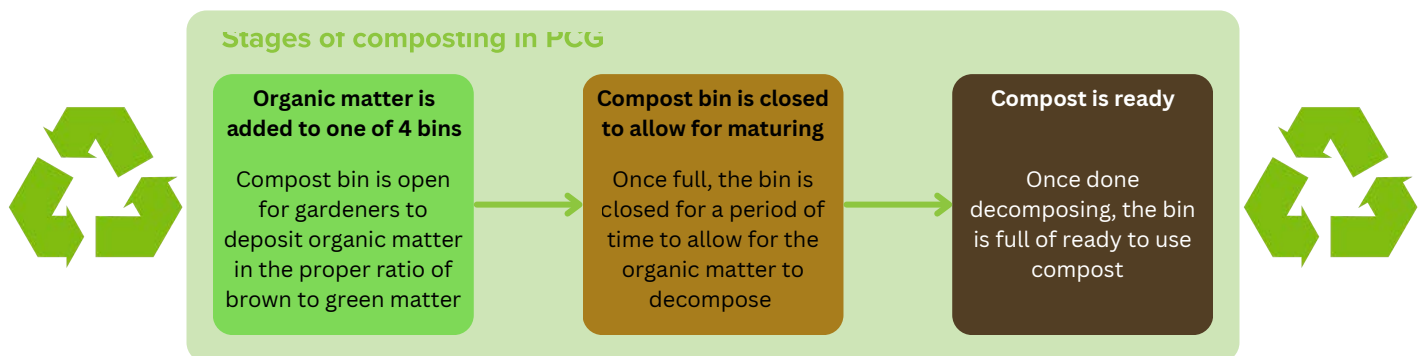 Stages of composting in PCG
Organic matter is
added to one of 4 bins
Compost bin is open
for gardeners to
deposit organic matter
in the proper ratio of
brown to green matter
Compost bin is closed
to allow for maturing
Once full, the bin is
closed for a period of
time to allow for the
organic matter to
decompose
Compost is ready
Once done
decomposing, the bin
is full of ready to use
compost